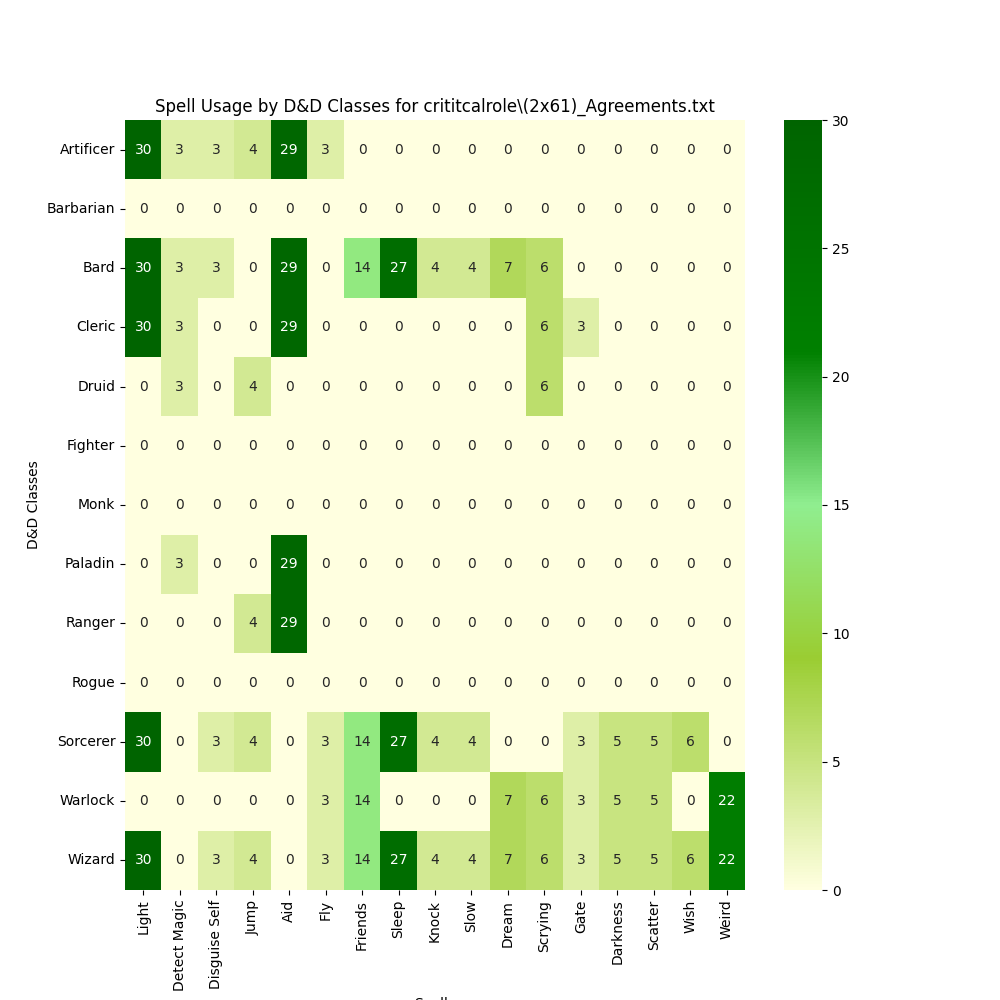 Spell Usage by D&D Classes for crititcalrole\(2x61)_Agreements.txt
Artificer 30 3 3 4 29 3 0 0 0 0 0 0 0 0 0 0 0
Barbarian 0 0 0 0 0 0 0 0 0 0 0 0 0 0 0 0 0
Bard 30 3 3 0 29 0 14 27 4 4 7 6 0 0 0 0 0
Cleric 30 3 0 0 29 0 0 0 0 0 0 6 3 0 0 0 0
Druid 0 3 0 4 0 0 0 0 0 0 0 6 0 0 0 0 0
Fighter 0 0 0 0 0 0 0 0 0 0 0 0 0 0 0 0 0
Monk 0 0 0 0 0 0 0 0 0 0 0 0 0 0 0 0 0
Paladin 0 3 0 0 29 0 0 0 0 0 0 0 0 0 0 0 0
Ranger 0 0 0 4 29 0 0 0 0 0 0 0 0 0 0 0 0
Rogue 0 0 0 0 0 0 0 0 0 0 0 0 0 0 0 0 0
Sorcerer 30 0 3 4 0 3 14 27 4 4 0 0 3 5 5 6 0
Warlock 0 0 0 0 0 3 14 0 0 0 7 6 3 5 5 0 22
Wizard 30 0 3 4 0 3 14 27 4 4 7 6 3 5 5 6 22
D&D Classes
Light
Detect Magic
Disguise Self
Jump
Aid
Fly
Friends
Sleep
Knock
Slow
Dream
Scrying
Gate
Darkness
Scatter
Wish
Weird
30
25
20
15
10
5
0